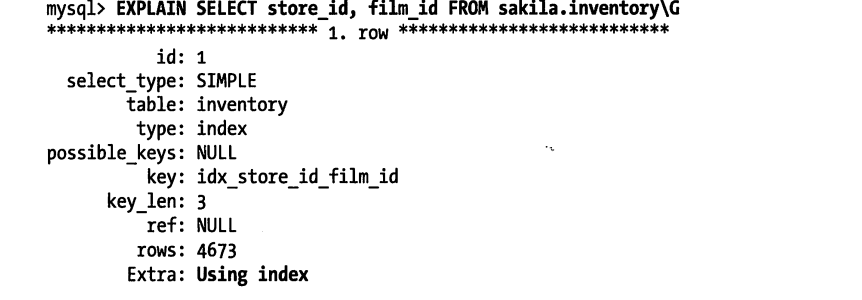 mysql> EXPLAIN SELECT store_id, film_id FROM sakila.inventory\G
*************************** 1. row ***************************
id: 1
select_type: SIMPLE
table: inventory
type: index
possible_keys: NULL
key: idx_store_id_film_id
key_len: 3
ref: NULL
rows: 4673
Extra: Using index